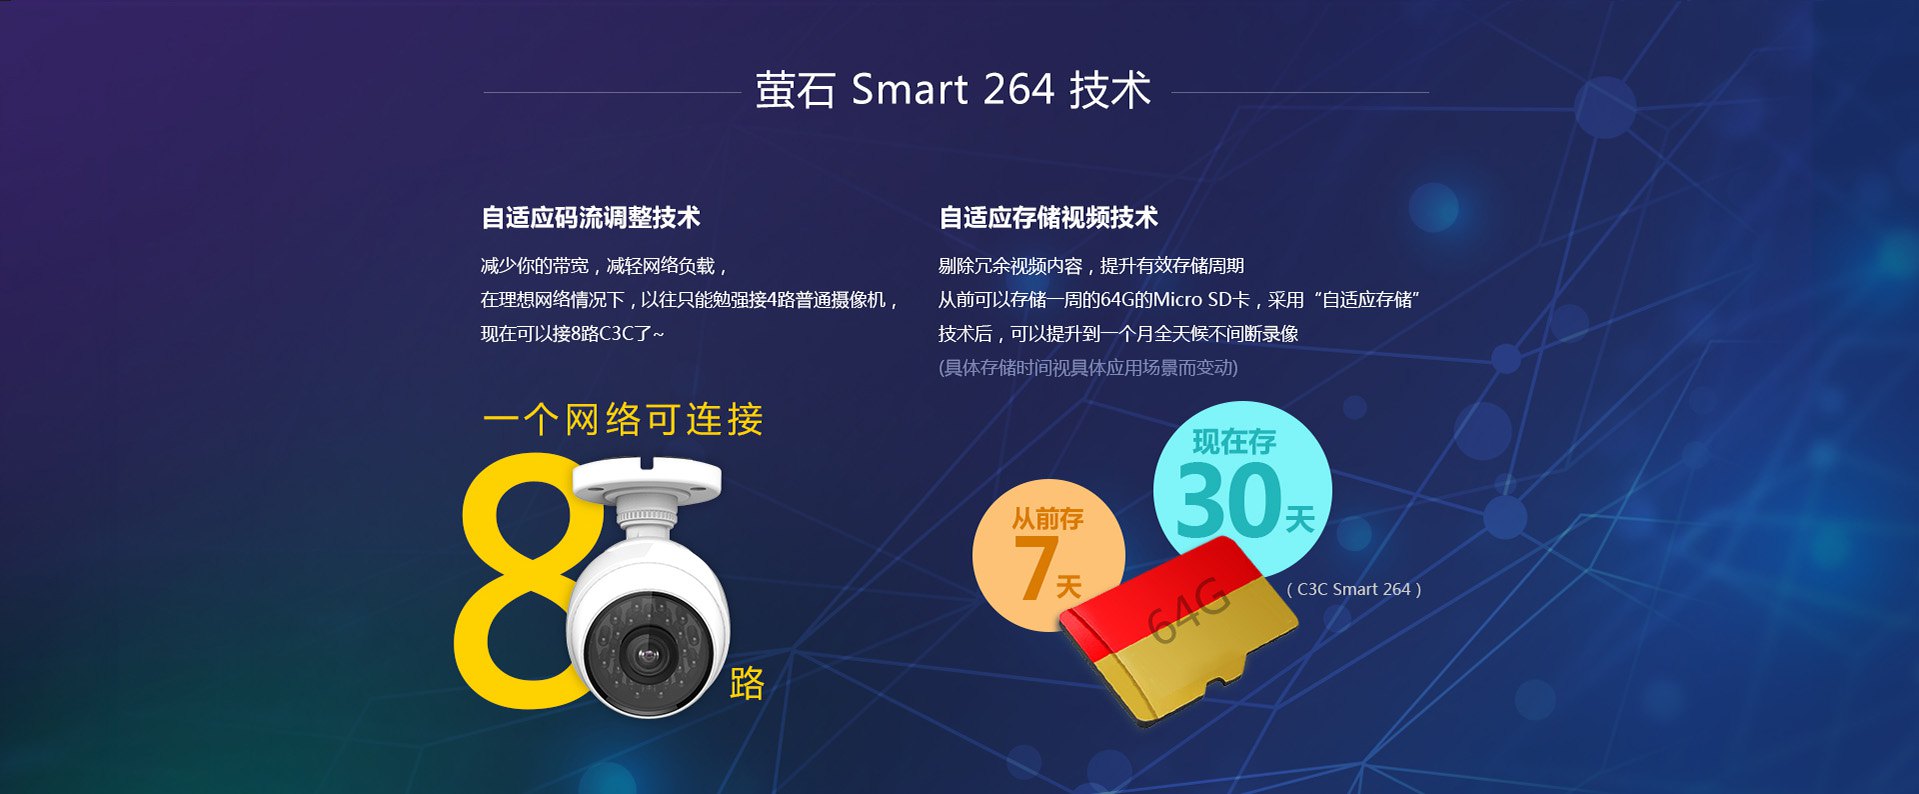 萤石 Smart 264 技术
自适应码流调整技术
减少你的带宽，减轻网络负载，
在理想网络情况下，以往只能勉强接4路普通摄像机，
现在可以接8路C3C了~
一个网络可连接
8
路
自适应存储视频技术
剔除冗余视频内容，提升有效存储周期
从前可以存储一周的64G的Micro SD卡，采用“自适应存储”
技术后，可以提升到一个月全天候不间断录像
(具体存储时间视具体应用场景而变动)
从前存
7天
现在存
30天
64G
（C3C Smart 264）